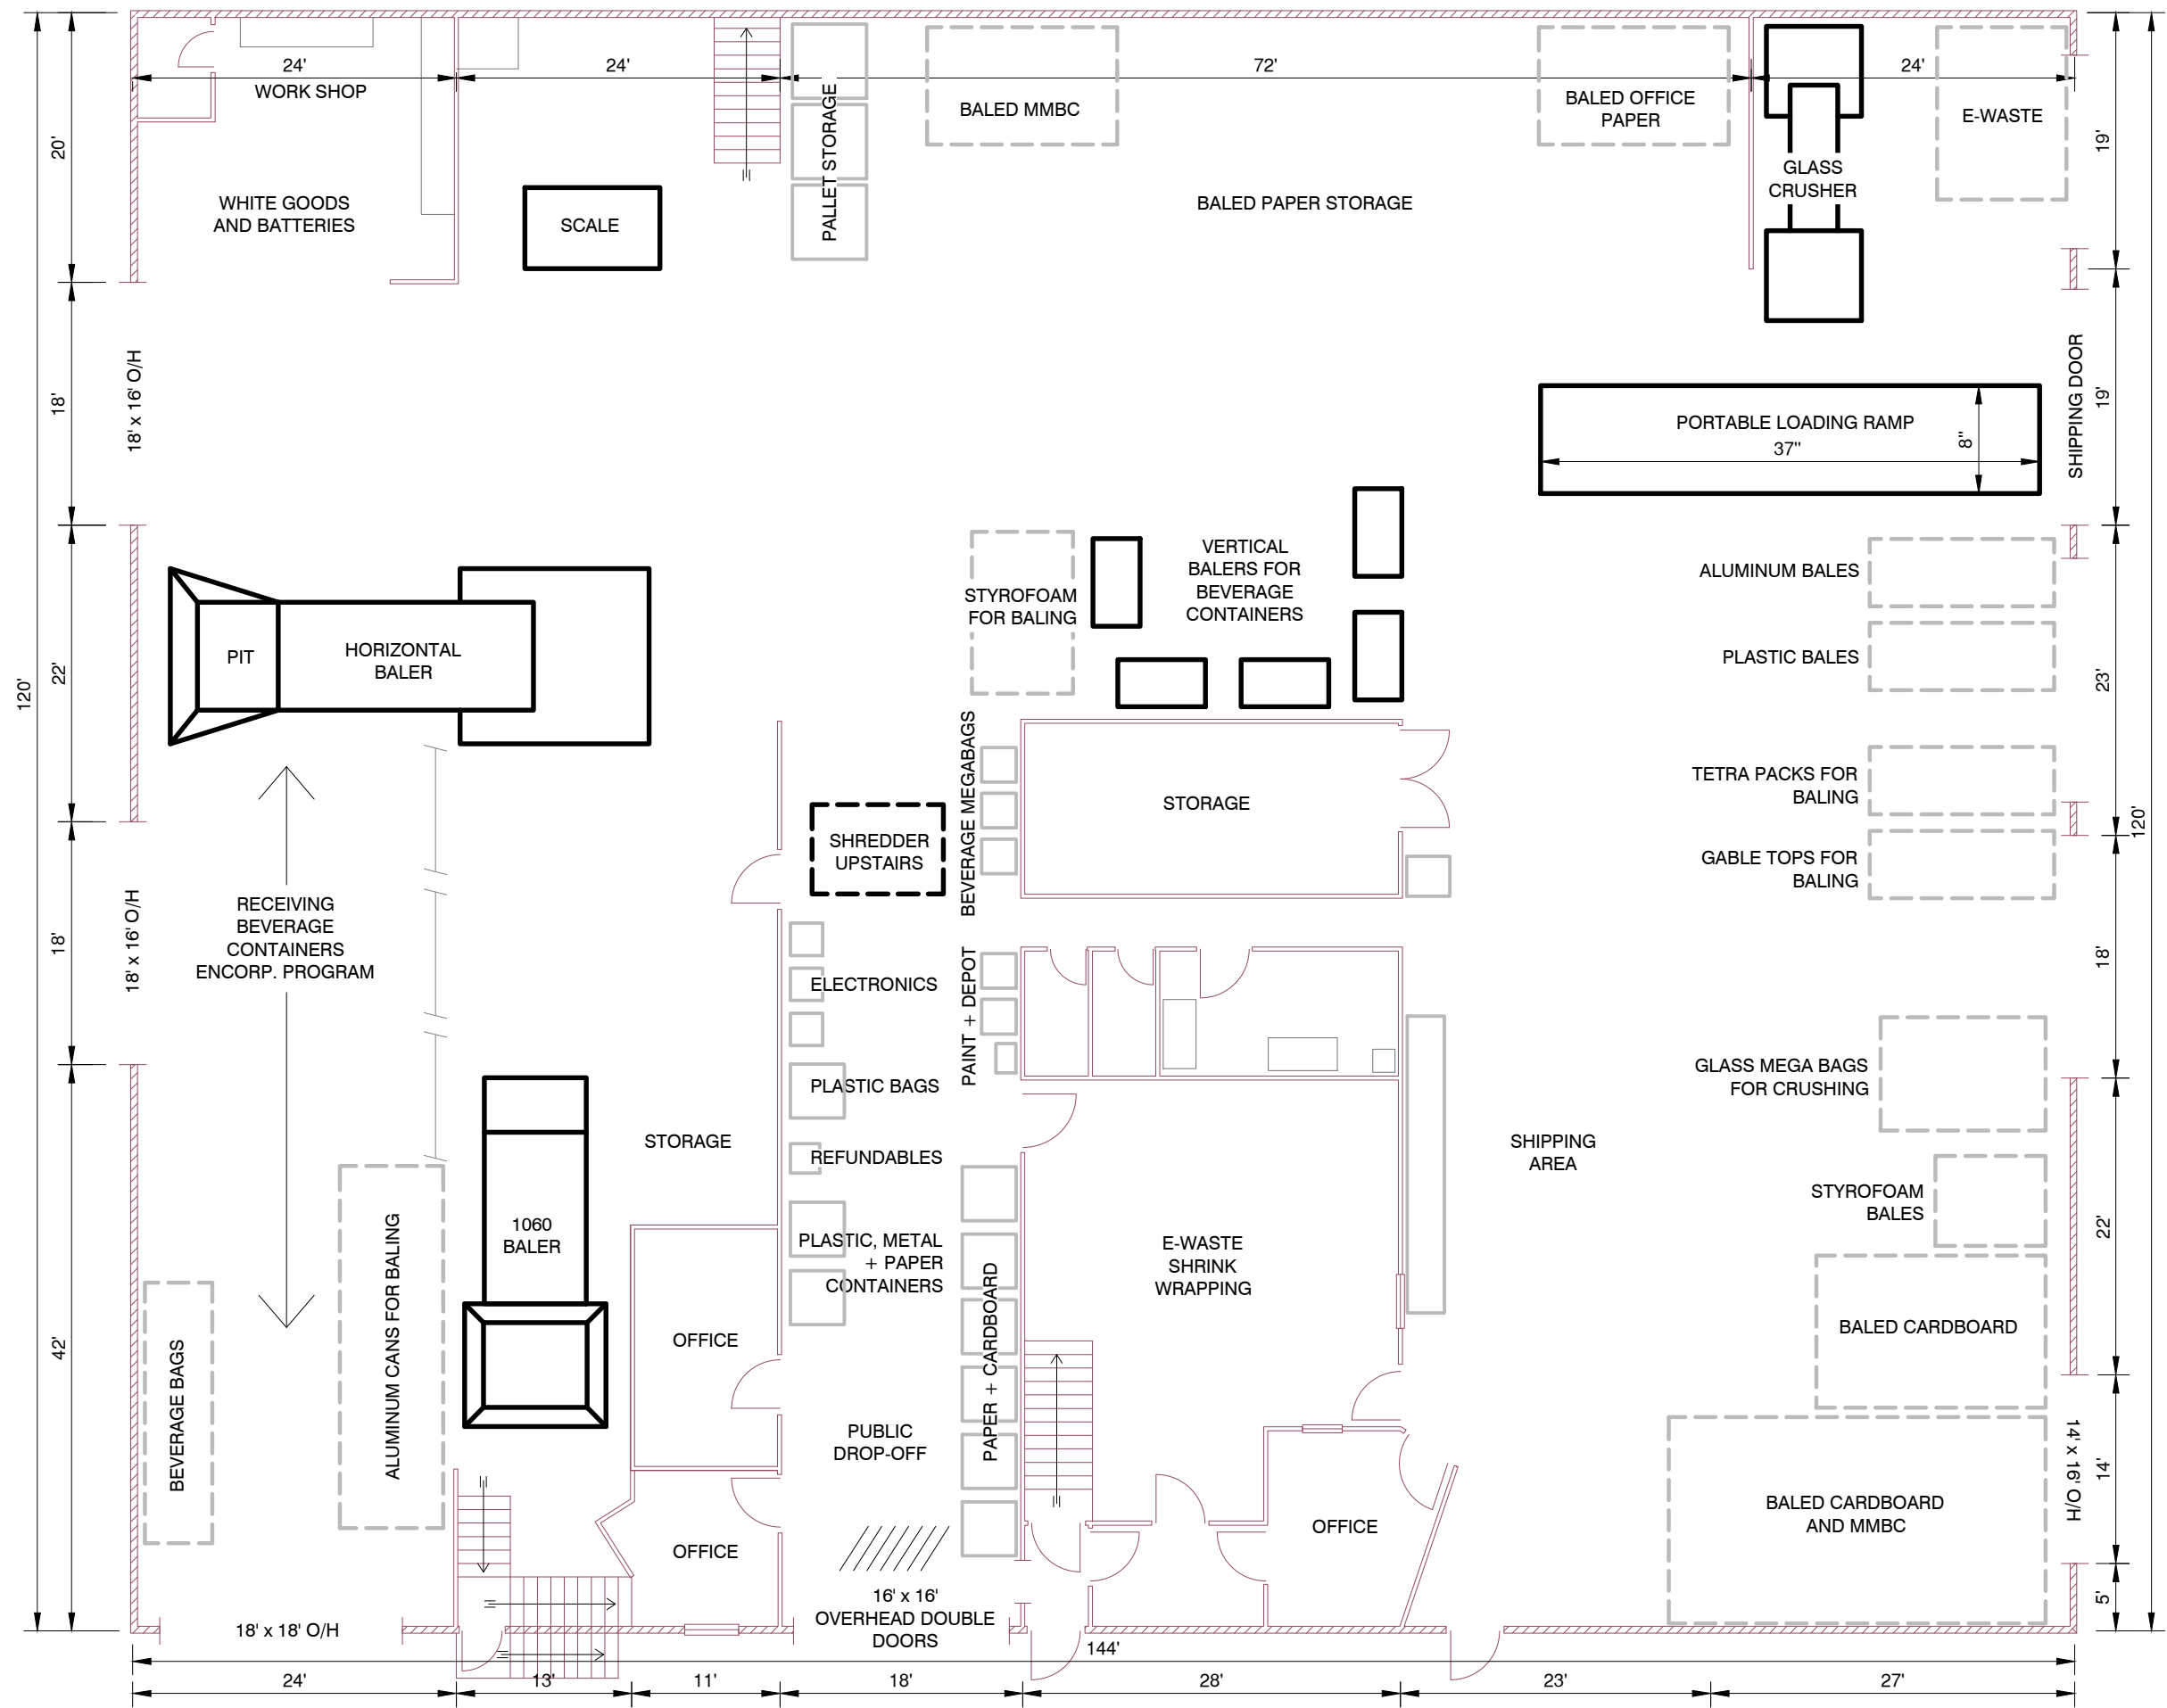 24'
24'
72'
24'
WORK SHOP
PALLET STORAGE
BALED MMBC
BALED OFFICE
PAPER
E-WASTE
20'
19'
GLASS
CRUSHER
WHITE GOODS
AND BATTERIES
SCALE
BALED PAPER STORAGE
18'
18' x 16' O/H
SHIPPING DOOR
19'
PORTABLE LOADING RAMP
37"
8"
VERTICAL
BALERS FOR
BEVERAGE
CONTAINERS
STYROFOAM
FOR BALING
ALUMINUM BALES
PLASTIC BALES
120'
22'
PIT
HORIZONTAL
BALER
23'
120'
BEVERAGE MEGABAGS
TETRA PACKS FOR
BALING
STORAGE
SHREDDER
UPSTAIRS
GABLE TOPS FOR
BALING
18'
18' x 16' O/H
RECEIVING
BEVERAGE
CONTAINERS
ENCORP. PROGRAM
ELECTRONICS
PAINT + DEPOT
18'
PLASTIC BAGS
GLASS MEGA BAGS
FOR CRUSHING
STORAGE
REFUNDABLES
SHIPPING
AREA
STYROFOAM
BALES
22'
1060
BALER
PLASTIC, METAL
+ PAPER
CONTAINERS
E-WASTE
SHRINK
WRAPPING
42'
BEVERAGE BAGS
ALUMINUM CANS FOR BALING
OFFICE
PAPER + CARDBOARD
BALED CARDBOARD
PUBLIC
DROP-OFF
14' x 16' O/H
14'
BALED CARDBOARD
AND MMBC
OFFICE
OFFICE
5'
18' x 18' O/H
16' x 16'
OVERHEAD DOUBLE
DOORS
144'
24'
13'
11'
18'
28'
23'
27'